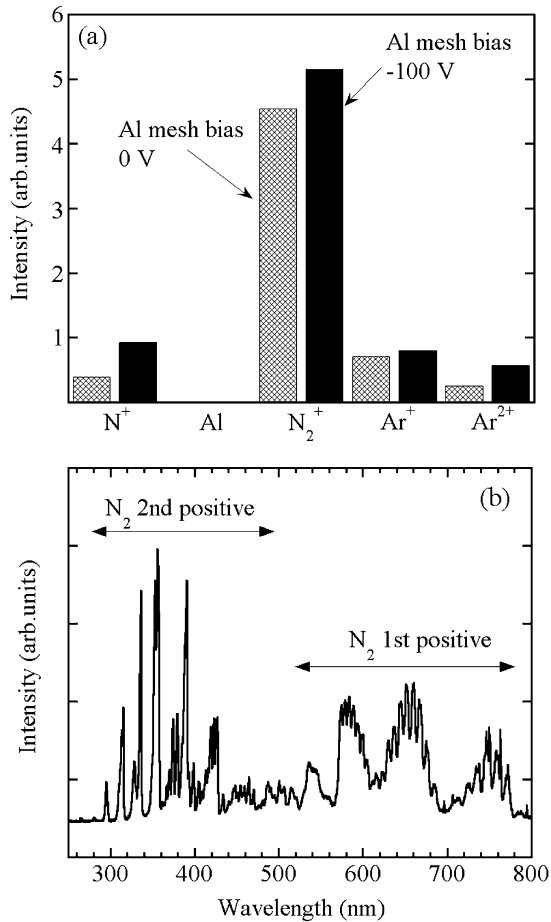 (a)
6
5
4
3
2
1
Intensity (arb.units)
Al mesh bias
-100 V
Al mesh bias
0 V
N⁺ Al N₂⁺ Ar⁺ Ar²⁺
(b)
N₂ 2nd positive
N₂ 1st positive
Intensity (arb.units)
300 400 500 600 700 800
Wavelength (nm)